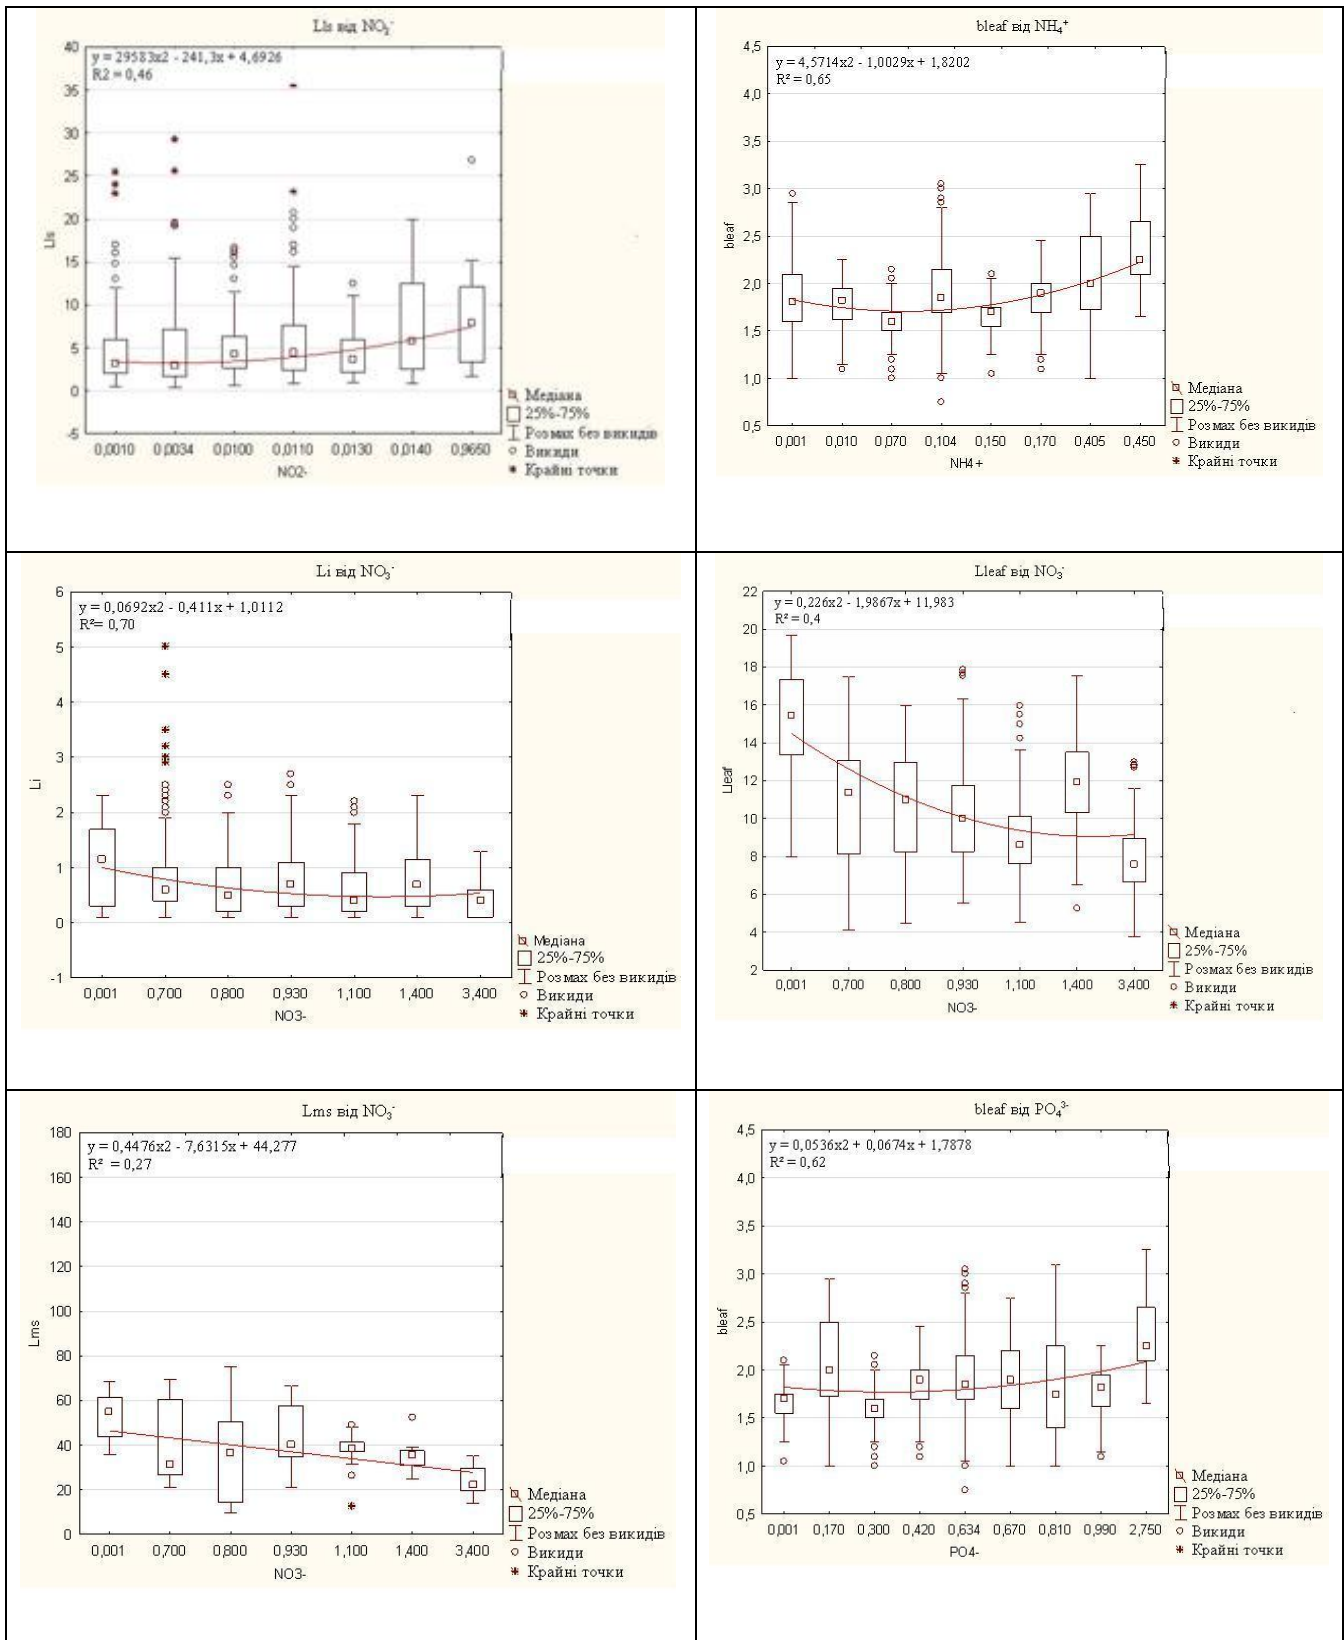 Lls від NO₂⁻
y = 29583x2 - 241,3x + 4,6926
R2 = 0,46
40
35
30
25
20
15
10
5
0
-5
Lls
0,0010 0,0034 0,0100 0,0110 0,0130 0,0140 0,9650
NO2-
Медіана
25%-75%
Розмах без викидів
Викиди
Крайні точки
bleaf від NH₄⁺
y = 4,5714x2 - 1,0029x + 1,8202
R² = 0,65
4,5
4,0
3,5
3,0
2,5
2,0
1,5
1,0
0,5
bleaf
0,001 0,010 0,070 0,104 0,150 0,170 0,405 0,450
NH4+
Медіана
25%-75%
Розмах без викидів
Викиди
Крайні точки
Li від NO₃⁻
y = 0,0692x2 - 0,411x + 1,0112
R²= 0,70
6
5
4
3
2
1
0
-1
Li
0,001 0,700 0,800 0,930 1,100 1,400 3,400
NO3-
Медіана
25%-75%
Розмах без викидів
Викиди
Крайні точки
Lleaf від NO₃⁻
y = 0,226x2 - 1,9867x + 11,983
R² = 0,4
22
20
18
16
14
12
10
8
6
4
2
Lleaf
0,001 0,700 0,800 0,930 1,100 1,400 3,400
NO3-
Медіана
25%-75%
Розмах без викидів
Викиди
Крайні точки
Lms від NO₃⁻
y = 0,4476x2 - 7,6315x + 44,277
R² = 0,27
180
160
140
120
100
80
60
40
20
0
Lms
0,001 0,700 0,800 0,930 1,100 1,400 3,400
NO3-
Медіана
25%-75%
Розмах без викидів
Викиди
Крайні точки
bleaf від PO₄³⁻
y = 0,0536x2 + 0,0674x + 1,7878
R² = 0,62
4,5
4,0
3,5
3,0
2,5
2,0
1,5
1,0
0,5
bleaf
0,001 0,170 0,300 0,420 0,634 0,670 0,810 0,990 2,750
PO4-
Медіана
25%-75%
Розмах без викидів
Викиди
Крайні точки